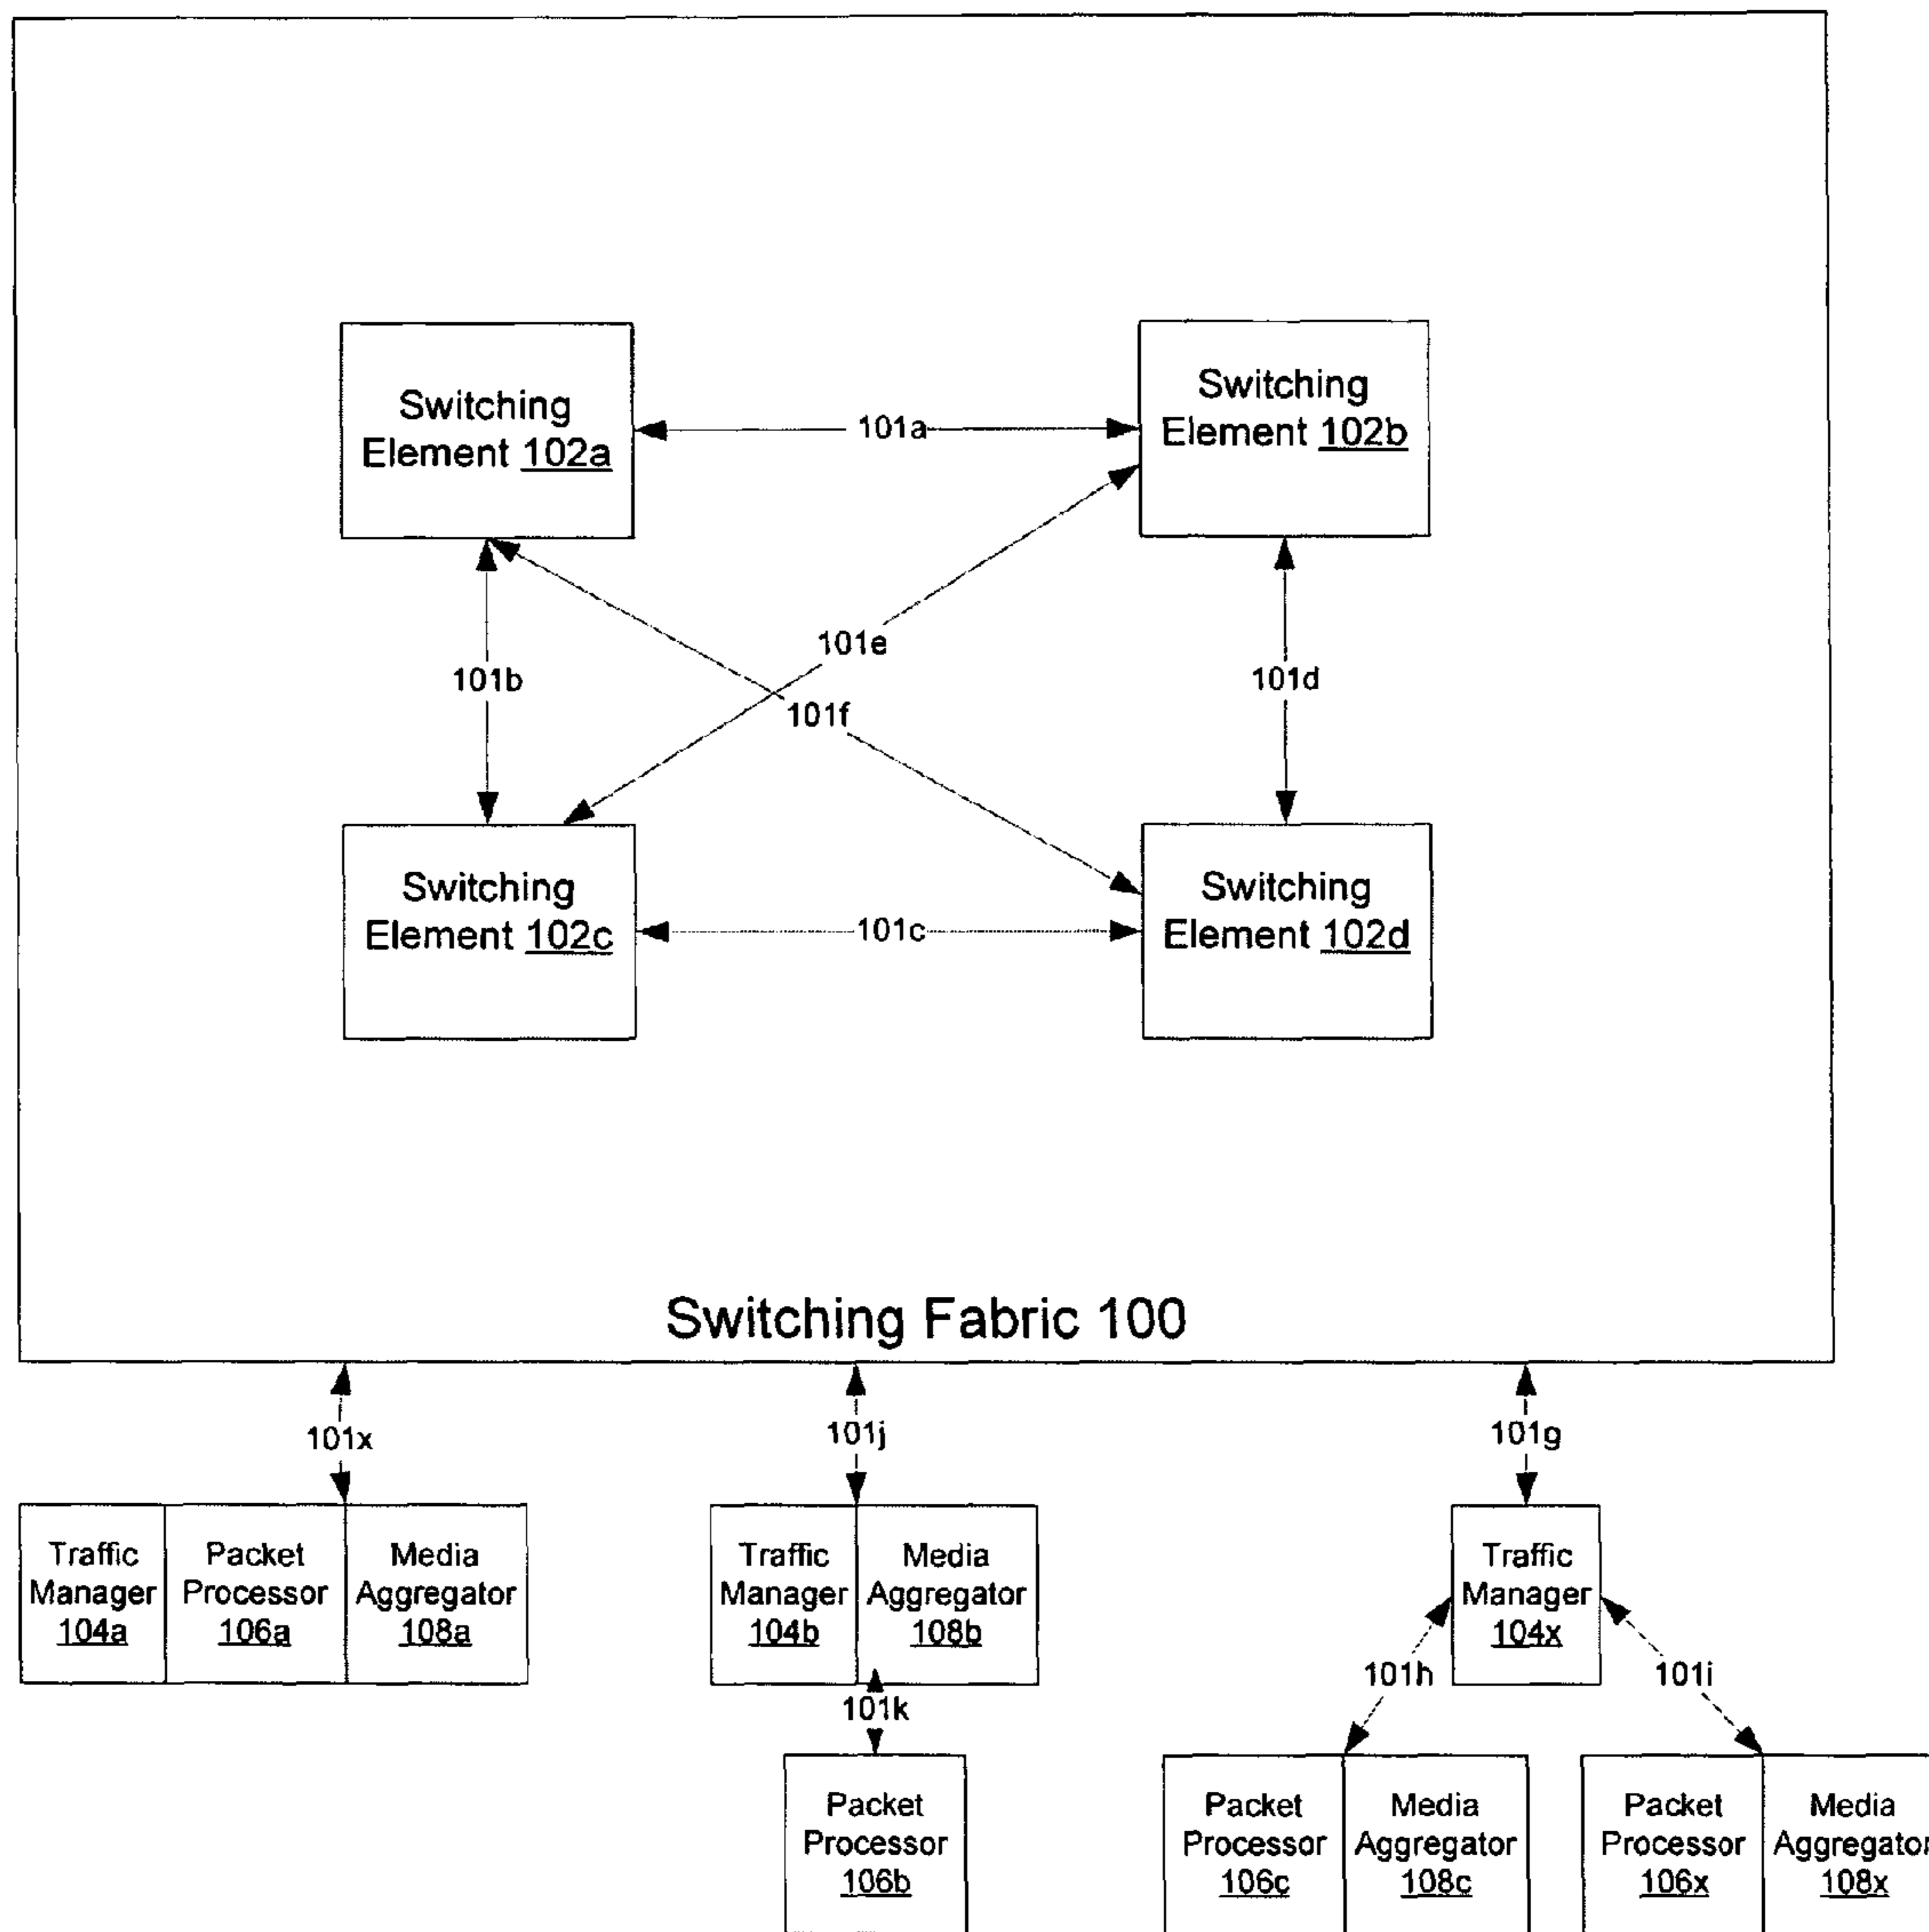 Switching
Element 102a
Switching
Element 102b
101a
101e
101b
101d
101f
Switching
Element 102c
Switching
Element 102d
101c
Switching Fabric 100
101x
101j
101g
Traffic
Manager
104a
Packet
Processor
106a
Media
Aggregator
108a
Traffic
Manager
104b
Media
Aggregator
108b
Traffic
Manager
104x
101k
101h
101i
Packet
Processor
106b
Packet
Processor
106c
Media
Aggregator
108c
Packet
Processor
106x
Media
Aggregator
108x